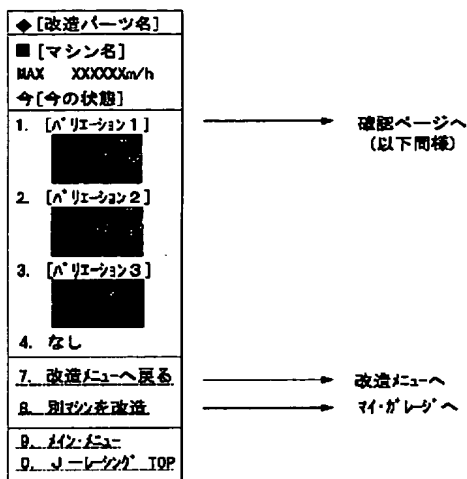 ◆[改造パーツ名]
■[マシン名]
MAX XXXXXXm/h
今[今の状態]
1. [ﾊﾞﾘｴｰｼｮﾝ1] 確認ページへ
(以下同様)
2. [ﾊﾞﾘｴｰｼｮﾝ2]
3. [ﾊﾞﾘｴｰｼｮﾝ3]
4. なし
7. 改造ﾒﾆｭｰへ戻る 改造ﾒﾆｭｰへ
8. 別ﾏｼﾝを改造 ﾏｲ･ｶﾞﾚｰｼﾞへ
9. ﾒｲﾝ･ﾒﾆｭｰ
0. J－ﾚｰｼﾝｸﾞ TOP